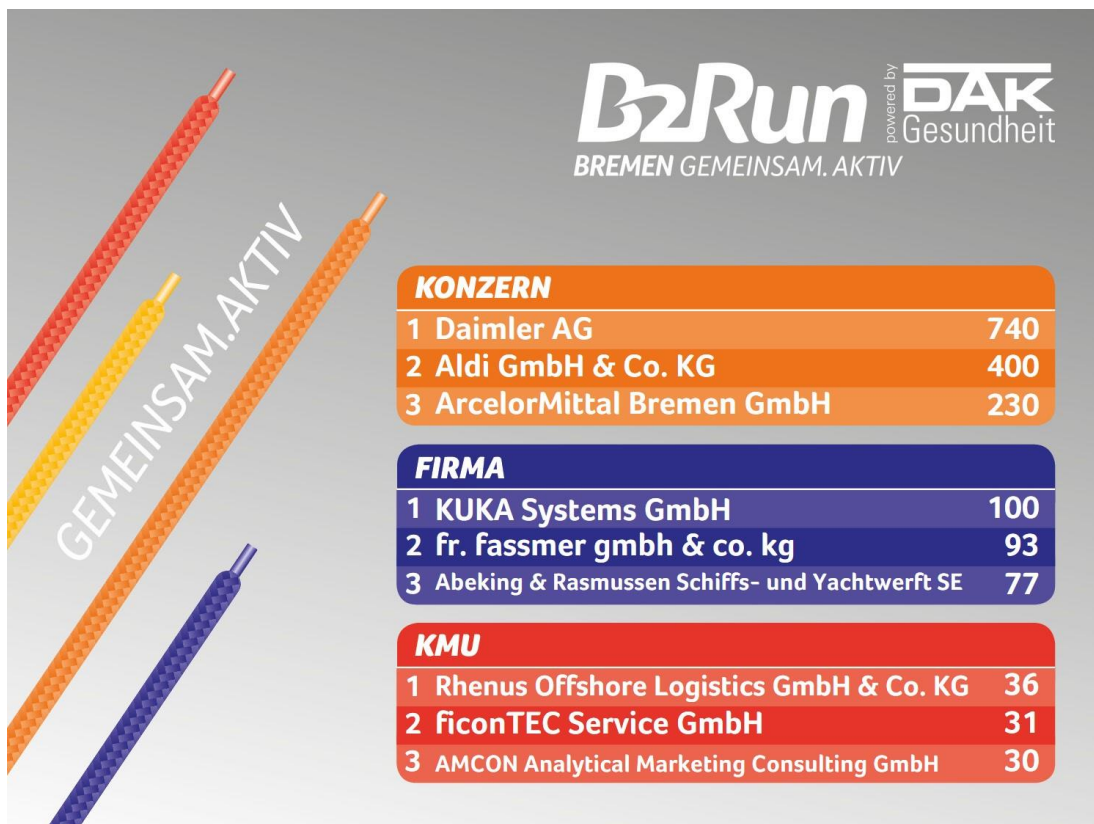 B2Run
powered by
DAK
Gesundheit
BREMEN GEMEINSAM. AKTIV
GEMEINSAM.AKTIV
KONZERN
1 Daimler AG 740
2 Aldi GmbH & Co. KG 400
3 ArcelorMittal Bremen GmbH 230
FIRMA
1 KUKA Systems GmbH 100
2 fr. fassmer gmbh & co. kg 93
3 Abeking & Rasmussen Schiffs- und Yachtwerft SE 77
KMU
1 Rhenus Offshore Logistics GmbH & Co. KG 36
2 ficonTEC Service GmbH 31
3 AMCON Analytical Marketing Consulting GmbH 30